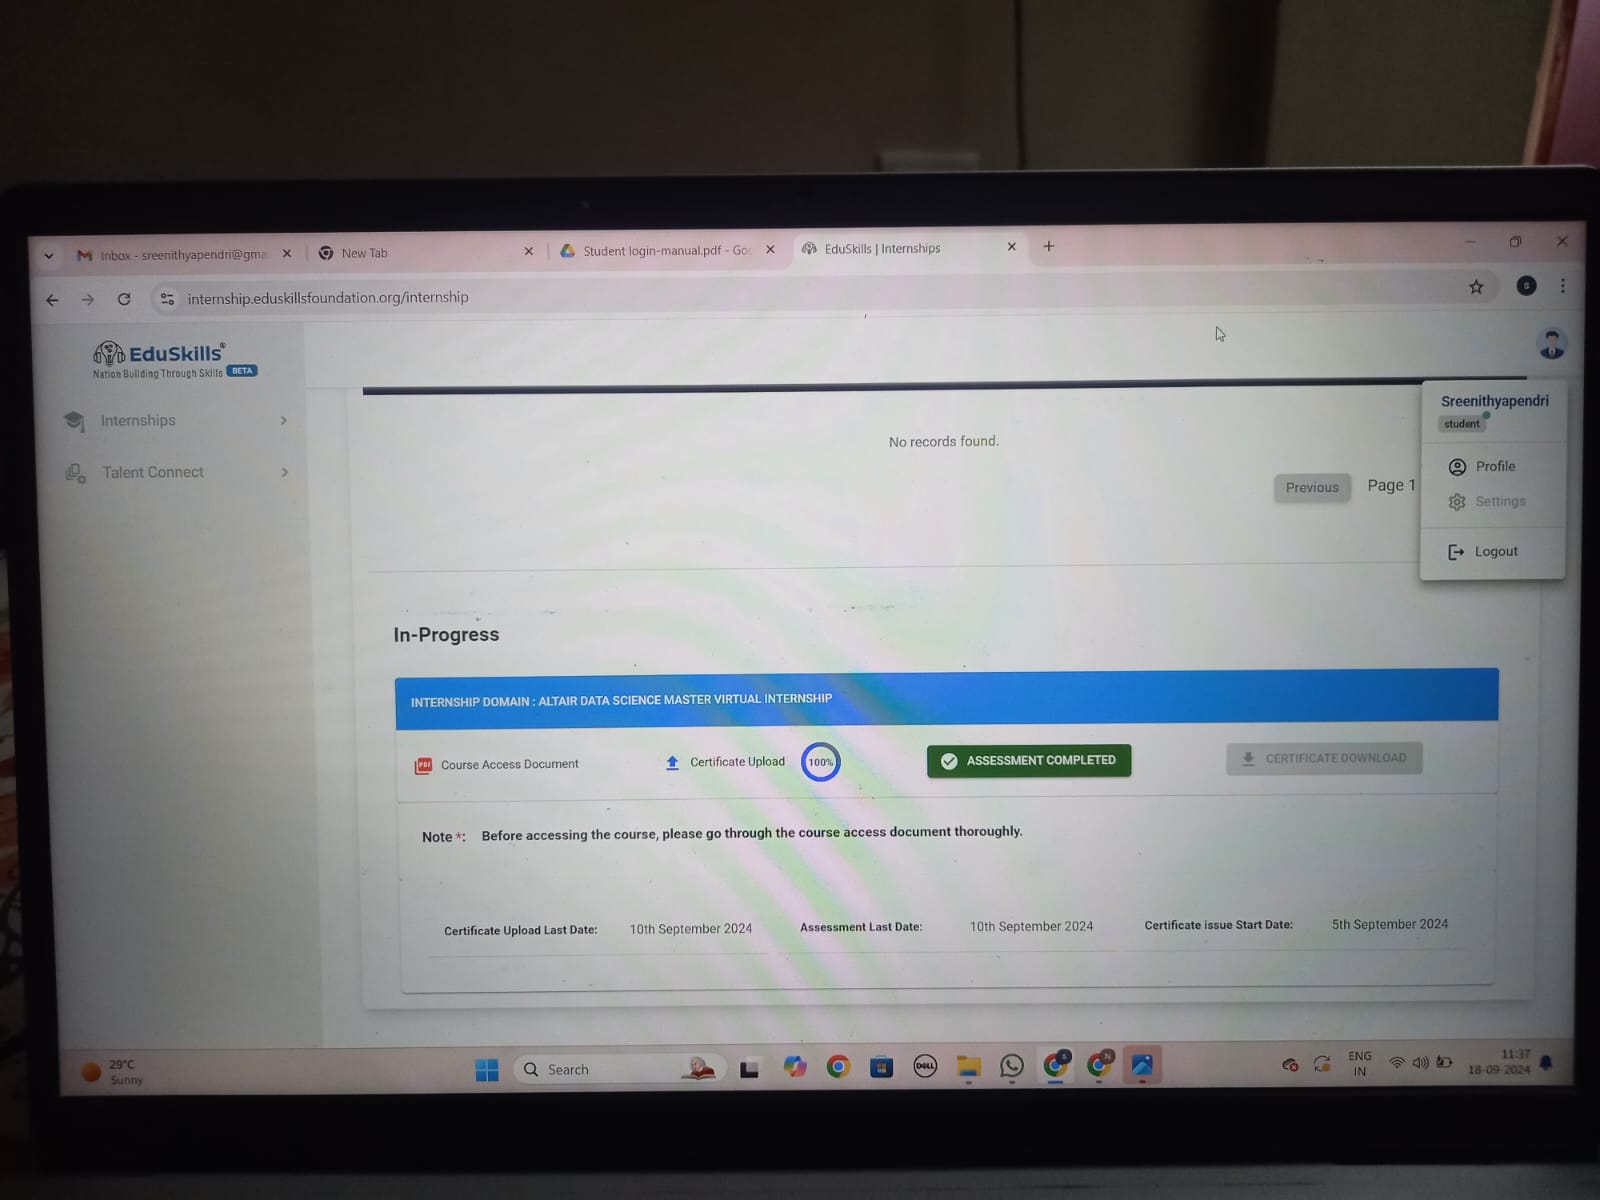 Inbox - sreenithyapendri@gma
New Tab
Student login-manual.pdf - Goo
EduSkills | Internships
internship.eduskillsfoundation.org/internship
S
EduSkills®
Nation Building Through Skills BETA
Internships
Talent Connect
Sreenithyapendri
student
Profile
Settings
Logout
No records found.
Previous Page 1
In-Progress
INTERNSHIP DOMAIN : ALTAIR DATA SCIENCE MASTER VIRTUAL INTERNSHIP
PDF Course Access Document Certificate Upload 100% ASSESSMENT COMPLETED CERTIFICATE DOWNLOAD
Note *: Before accessing the course, please go through the course access document thoroughly.
Certificate Upload Last Date: 10th September 2024 Assessment Last Date: 10th September 2024 Certificate issue Start Date: 5th September 2024
29°C
Sunny
Search
DELL
S
N
ENG
IN
11:37
18-09-2024